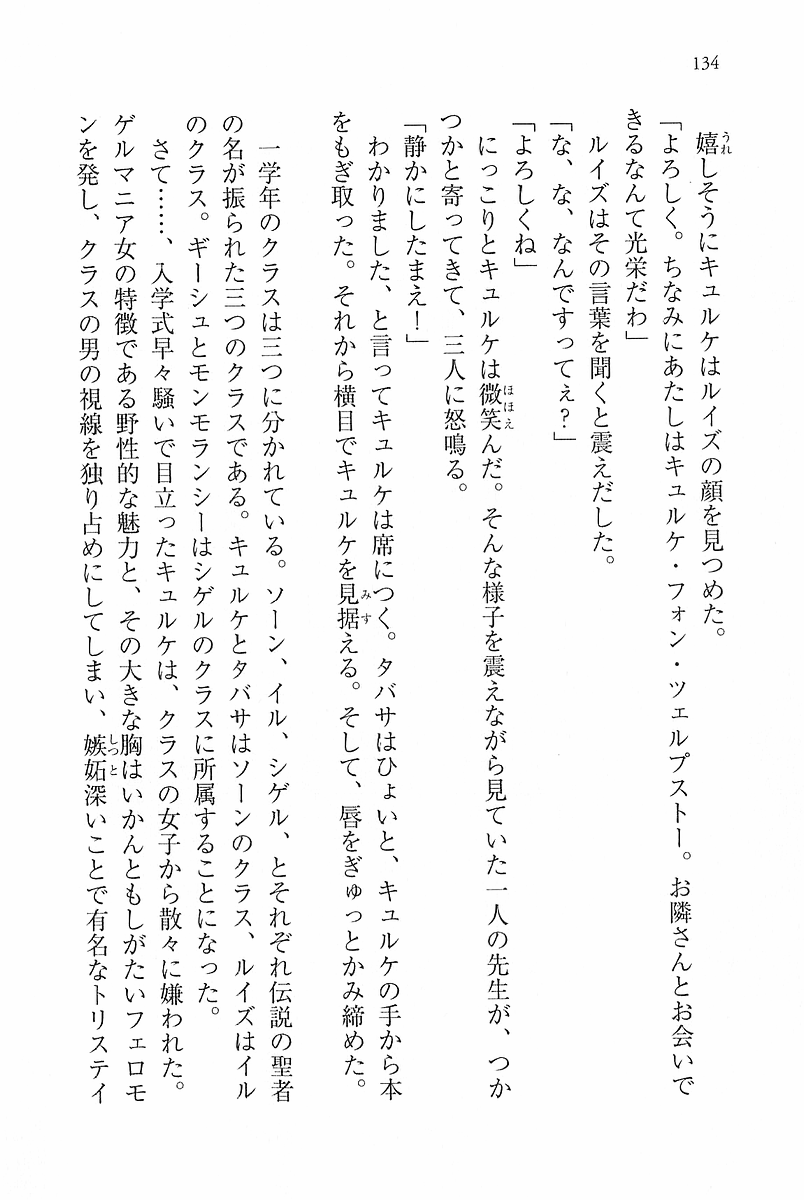 134
嬉しそうにキュルケはルイズの顔を見つめた。
「よろしく。ちなみにあたしはキュルケ・フォン・ツェルプストー。お隣さんとお会いで
きるなんて光栄だわ」
ルイズはその言葉を聞くと震えだした。
「な、な、なんですってぇ?」
「よろしくね」
にっこりとキュルケは微笑んだ。そんな様子を震えながら見ていた一人の先生が、つか
つかと寄ってきて、三人に怒鳴る。
「静かにしたまえ!」
わかりました、と言ってキュルケは席につく。タバサはひょいと、キュルケの手から本
をもぎ取った。それから横目でキュルケを見据える。そして、唇をぎゅっとかみ締めた。
一学年のクラスは三つに分かれている。ソーン、イル、シゲル、とそれぞれ伝説の聖者
の名が振られた三つのクラスである。キュルケとタバサはソーンのクラス、ルイズはイル
のクラス。ギーシュとモンモランシーはシゲルのクラスに所属することになった。
さて……、入学式早々騒いで目立ったキュルケは、クラスの女子から散々に嫌われた。
ゲルマニア女の特徴である野性的な魅力と、その大きな胸はいかんともしがたいフェロモ
ンを発し、クラスの男の視線を独り占めにしてしまい、嫉妬深いことで有名なトリステイ